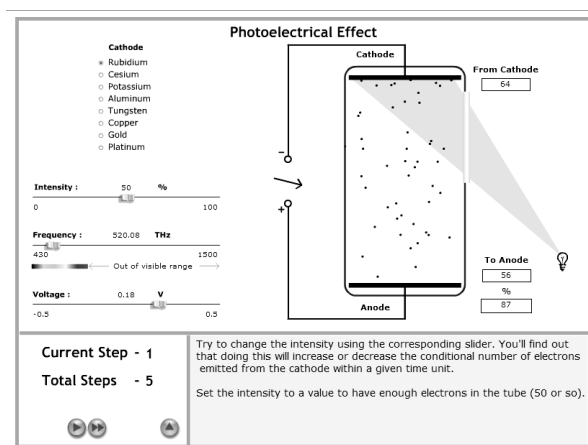 Photoelectrical Effect
Cathode
Rubidium
Cesium
Potassium
Aluminum
Tungsten
Copper
Gold
Platinum
Intensity : 50 %
0 100
Frequency : 520.08 THz
430 1500
Out of visible range
Voltage : 0.18 V
-0.5 0.5
Cathode
-
+
Anode
From Cathode
64
To Anode
56
%
87
Current Step - 1
Total Steps - 5
Try to change the intensity using the corresponding slider. You'll find out
that doing this will increase or decrease the conditional number of electrons
emitted from the cathode within a given time unit.
Set the intensity to a value to have enough electrons in the tube (50 or so).